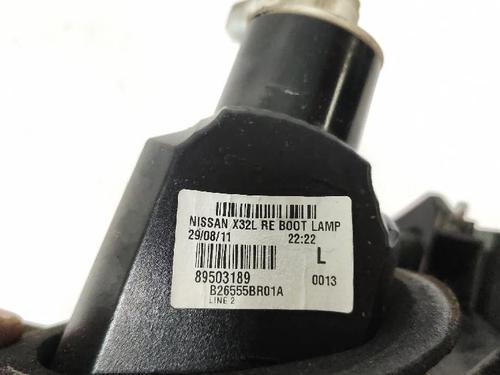 NISSAN X32L RE BOOT LAMP
29/08/11 22:22
L
89503189 0013
B26555BR01A
LINE 2